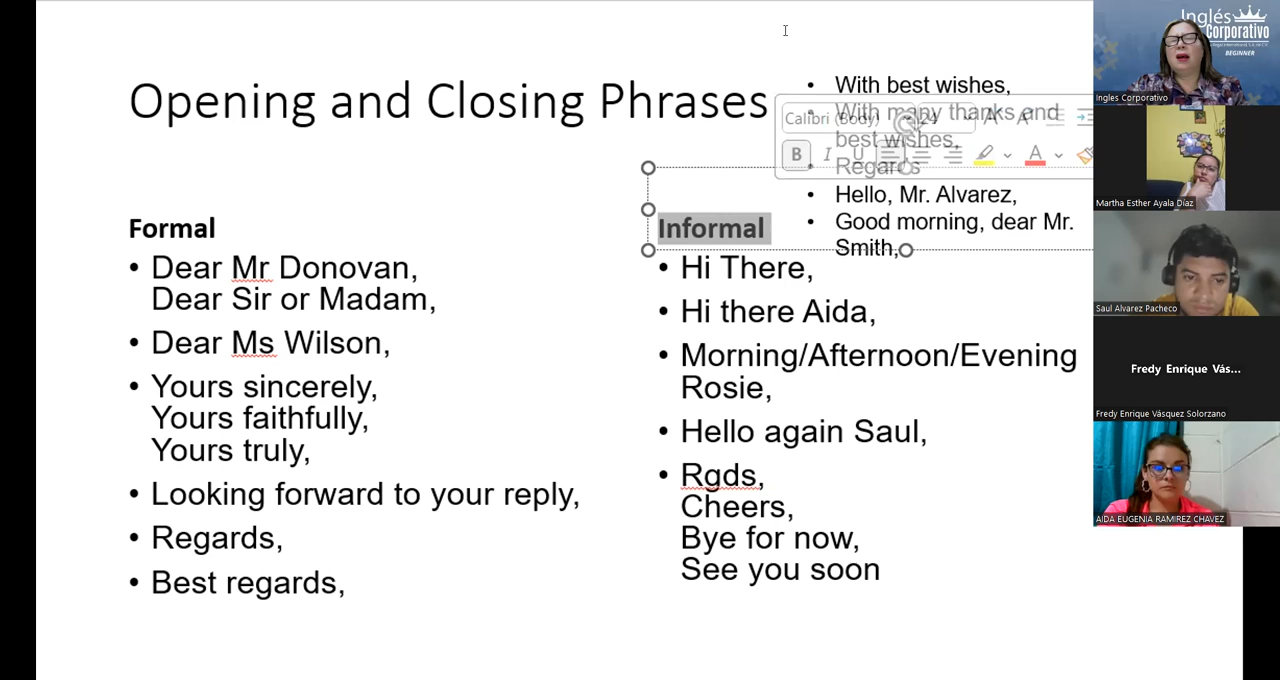 Opening and Closing Phrases
• With best wishes,
• With many thanks and
best wishes,
• Regards
• Hello, Mr. Alvarez,
• Good morning, dear Mr.
Smith,
Calibri (Body)
24
B I U A A
Formal
• Dear Mr Donovan,
Dear Sir or Madam,
• Dear Ms Wilson,
• Yours sincerely,
Yours faithfully,
Yours truly,
• Looking forward to your reply,
• Regards,
• Best regards,
Informal
• Hi There,
• Hi there Aida,
• Morning/Afternoon/Evening
Rosie,
• Hello again Saul,
• Rgds,
Cheers,
Bye for now,
See you soon
Inglés
Corporativo
BEGINNER
Ingles Corporativo
Martha Esther Ayala Díaz
Saul Alvarez Pacheco
Fredy Enrique Vás...
Fredy Enrique Vásquez Solorzano
AIDA EUGENIA RAMIREZ CHAVEZ